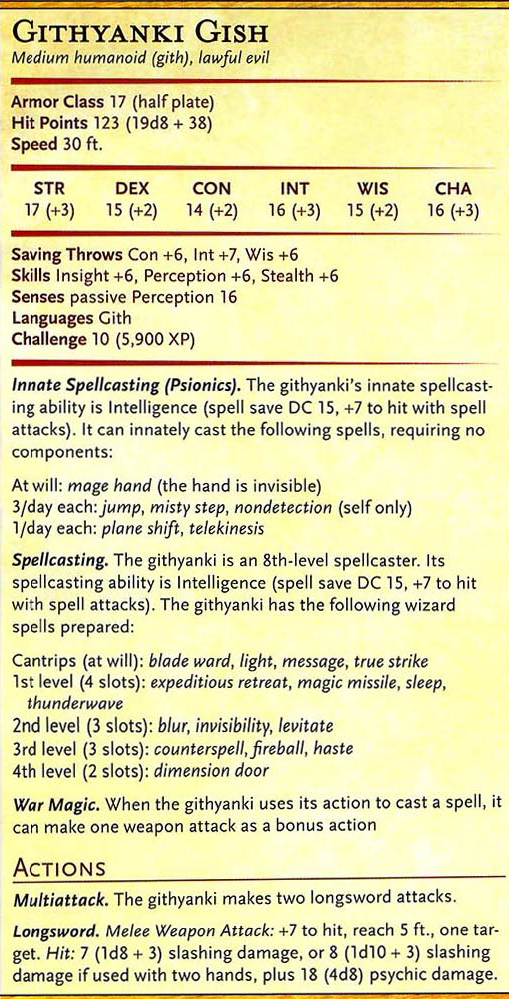 GITHYANKI GISH
Medium humanoid (gith), lawful evil
Armor Class 17 (half plate)
Hit Points 123 (19d8 + 38)
Speed 30 ft.
STR DEX CON INT WIS CHA
17 (+3) 15 (+2) 14 (+2) 16 (+3) 15 (+2) 16 (+3)
Saving Throws Con +6, Int +7, Wis +6
Skills Insight +6, Perception +6, Stealth +6
Senses passive Perception 16
Languages Gith
Challenge 10 (5,900 XP)
Innate Spellcasting (Psionics). The githyanki's innate spellcast-
ing ability is Intelligence (spell save DC 15, +7 to hit with spell
attacks). It can innately cast the following spells, requiring no
components:
At will: mage hand (the hand is invisible)
3/day each: jump, misty step, nondetection (self only)
1/day each: plane shift, telekinesis
Spellcasting. The githyanki is an 8th-level spellcaster. Its
spellcasting ability is Intelligence (spell save DC 15, +7 to hit
with spell attacks). The githyanki has the following wizard
spells prepared:
Cantrips (at will): blade ward, light, message, true strike
1st level (4 slots): expeditious retreat, magic missile, sleep,
thunderwave
2nd level (3 slots): blur, invisibility, levitate
3rd level (3 slots): counterspell, fireball, haste
4th level (2 slots): dimension door
War Magic. When the githyanki uses its action to cast a spell, it
can make one weapon attack as a bonus action
ACTIONS
Multiattack. The githyanki makes two longsword attacks.
Longsword. Melee Weapon Attack: +7 to hit, reach 5 ft., one tar-
get. Hit: 7 (1d8 + 3) slashing damage, or 8 (1d10 + 3) slashing
damage if used with two hands, plus 18 (4d8) psychic damage.